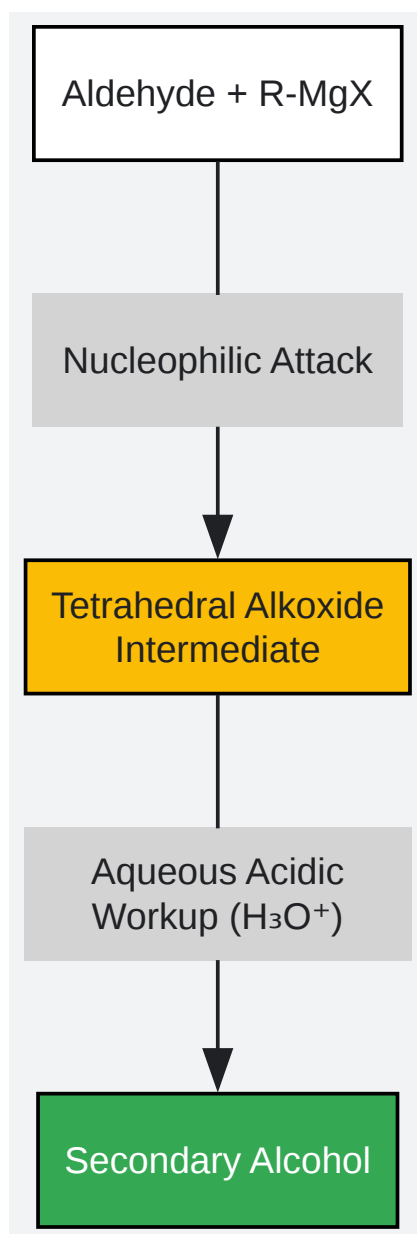 Aldehyde + R-MgX
Nucleophilic Attack
Tetrahedral Alkoxide
Intermediate
Aqueous Acidic
Workup (H₃O⁺)
Secondary Alcohol